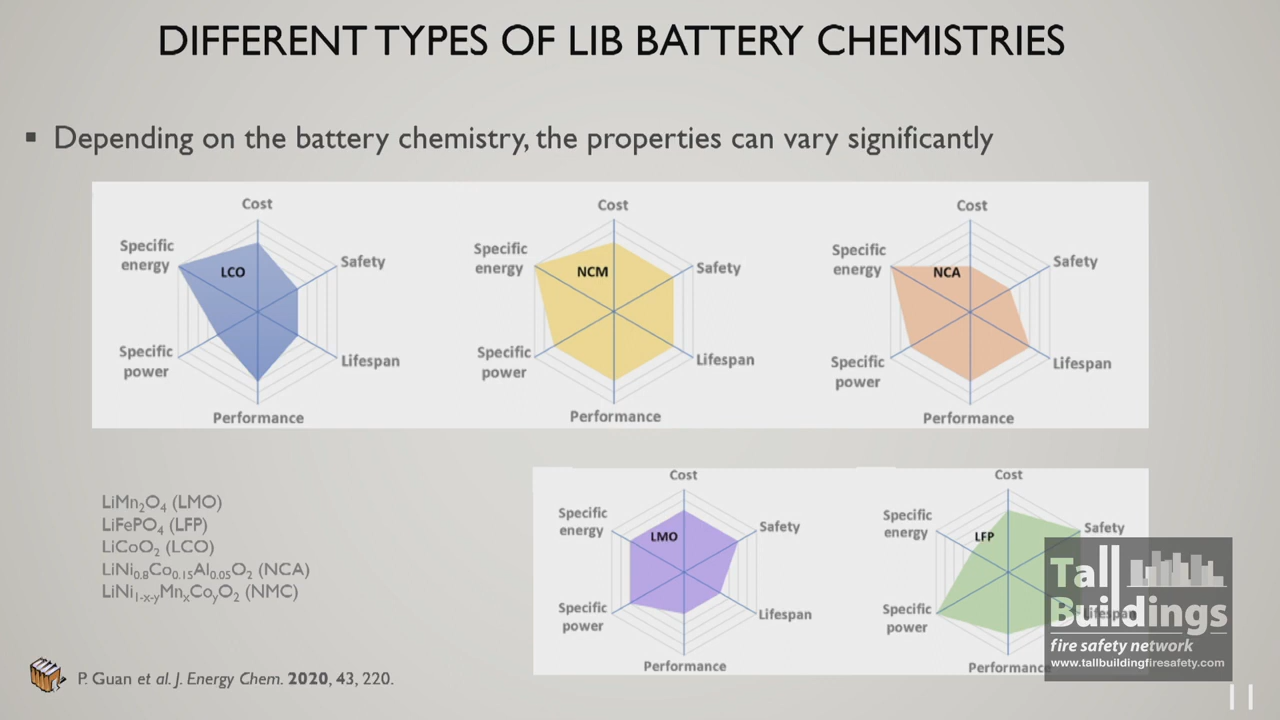 DIFFERENT TYPES OF LIB BATTERY CHEMISTRIES
▪ Depending on the battery chemistry, the properties can vary significantly
Cost
Specific
energy
LCO
Safety
Specific
power
Lifespan
Performance
Cost
Specific
energy
NCM
Safety
Specific
power
Lifespan
Performance
Cost
Specific
energy
NCA
Safety
Specific
power
Lifespan
Performance
LiMn₂O₄ (LMO)
LiFePO₄ (LFP)
LiCoO₂ (LCO)
LiNi₀.₈Co₀.₁₅Al₀.₀₅O₂ (NCA)
LiNi₁₋ₓ₋ᵧMnₓCoᵧO₂ (NMC)
Cost
Specific
energy
LMO
Safety
Specific
power
Lifespan
Performance
Cost
Specific
energy
LFP
Safety
Specific
power
Lifespan
Performance
Tall
Buildings
fire safety network
www.tallbuildingfiresafety.com
P. Guan et al. J. Energy Chem. 2020, 43, 220.
11